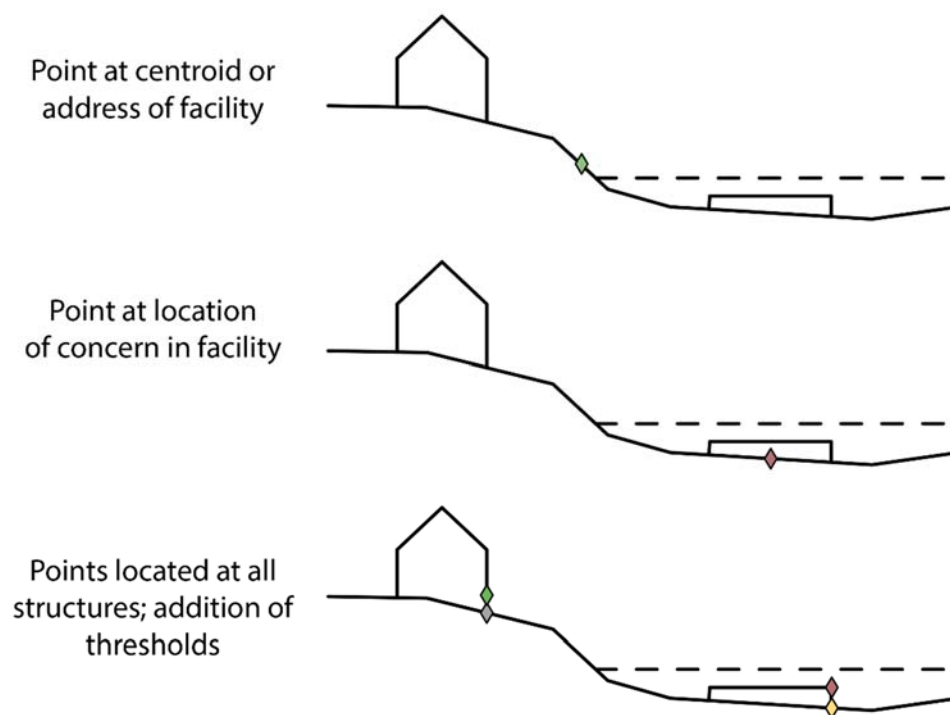 Point at centroid or
address of facility
Point at location
of concern in facility
Points located at all
structures; addition of
thresholds